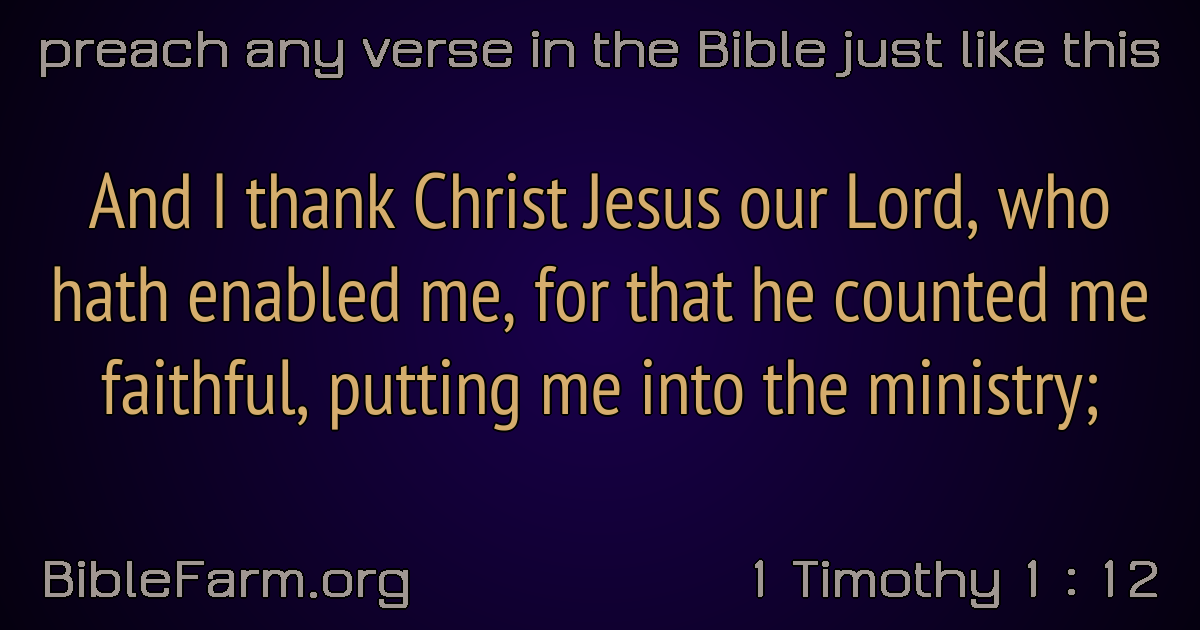 preach any verse in the Bible just like this
And I thank Christ Jesus our Lord, who
hath enabled me, for that he counted me
faithful, putting me into the ministry;
BibleFarm.org
1 Timothy 1 : 12